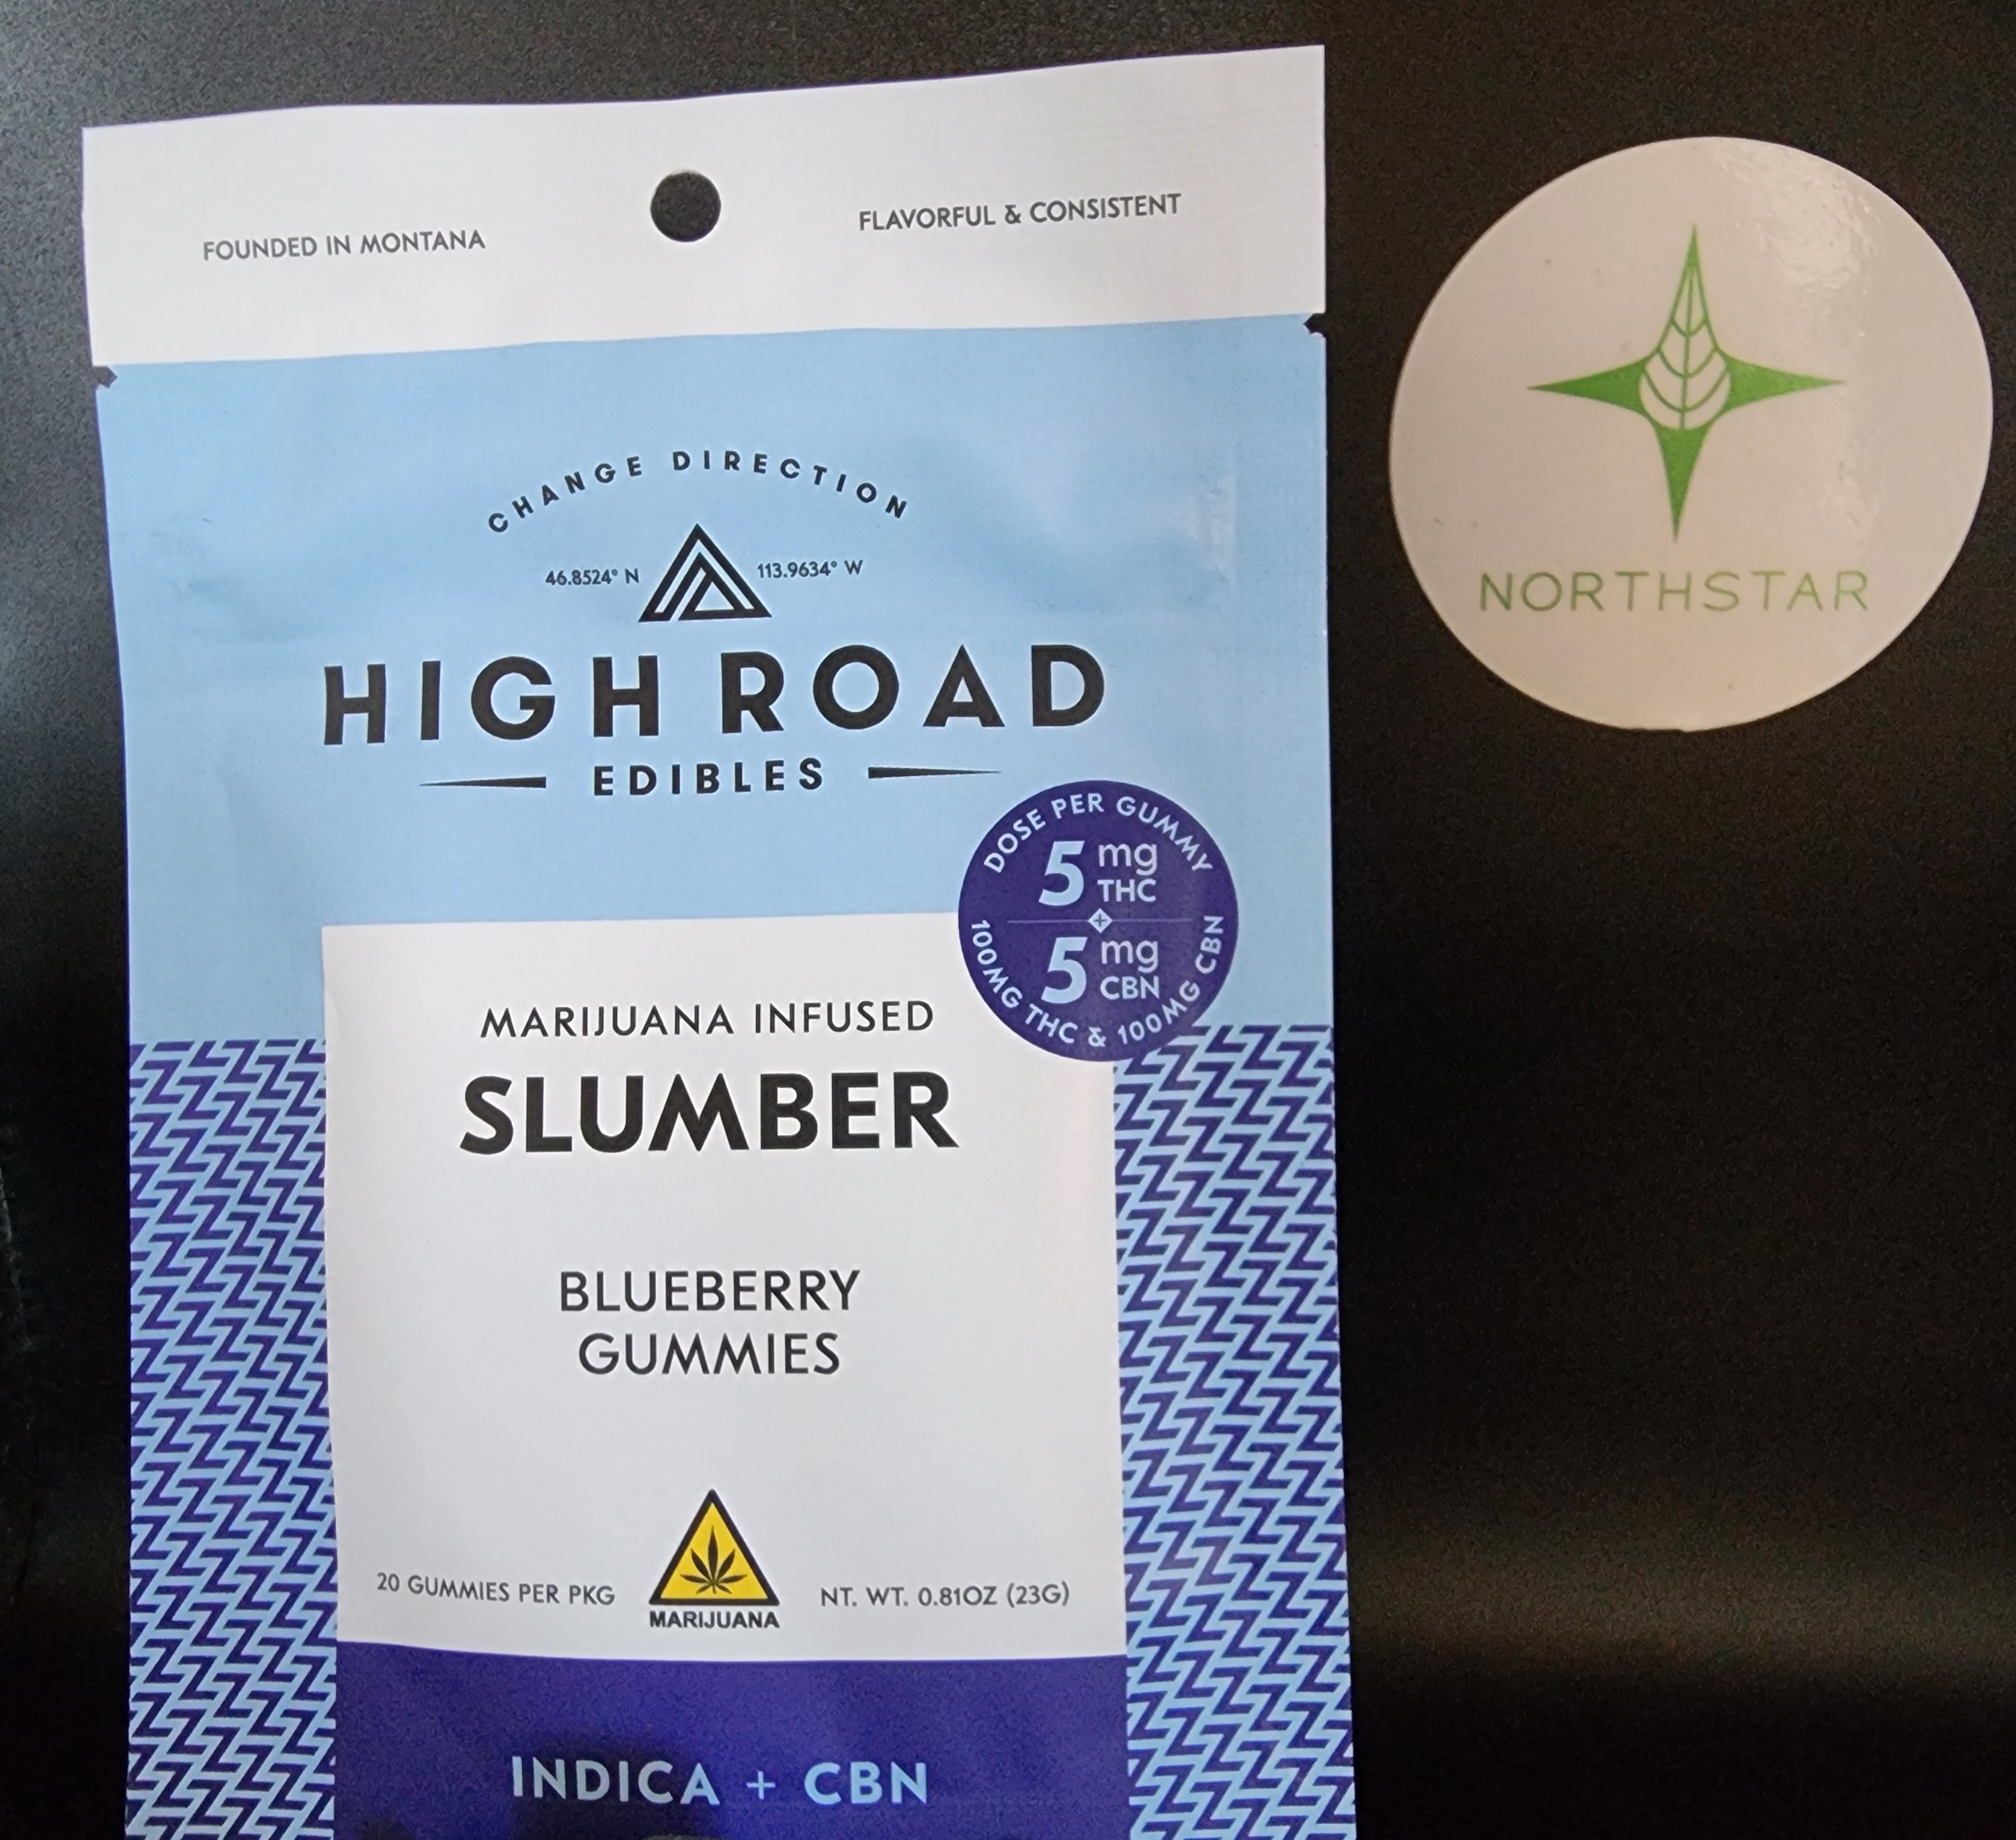 FOUNDED IN MONTANA
FLAVORFUL & CONSISTENT
CHANGE DIRECTION
46.8524° N
113.9634° W
HIGH ROAD
EDIBLES
DOSE PER GUMMY
5 mg THC
+
5 mg CBN
100MG THC & 100MG CBN
MARIJUANA INFUSED
SLUMBER
BLUEBERRY
GUMMIES
20 GUMMIES PER PKG
MARIJUANA
NT. WT. 0.81OZ (23G)
INDICA + CBN
NORTHSTAR